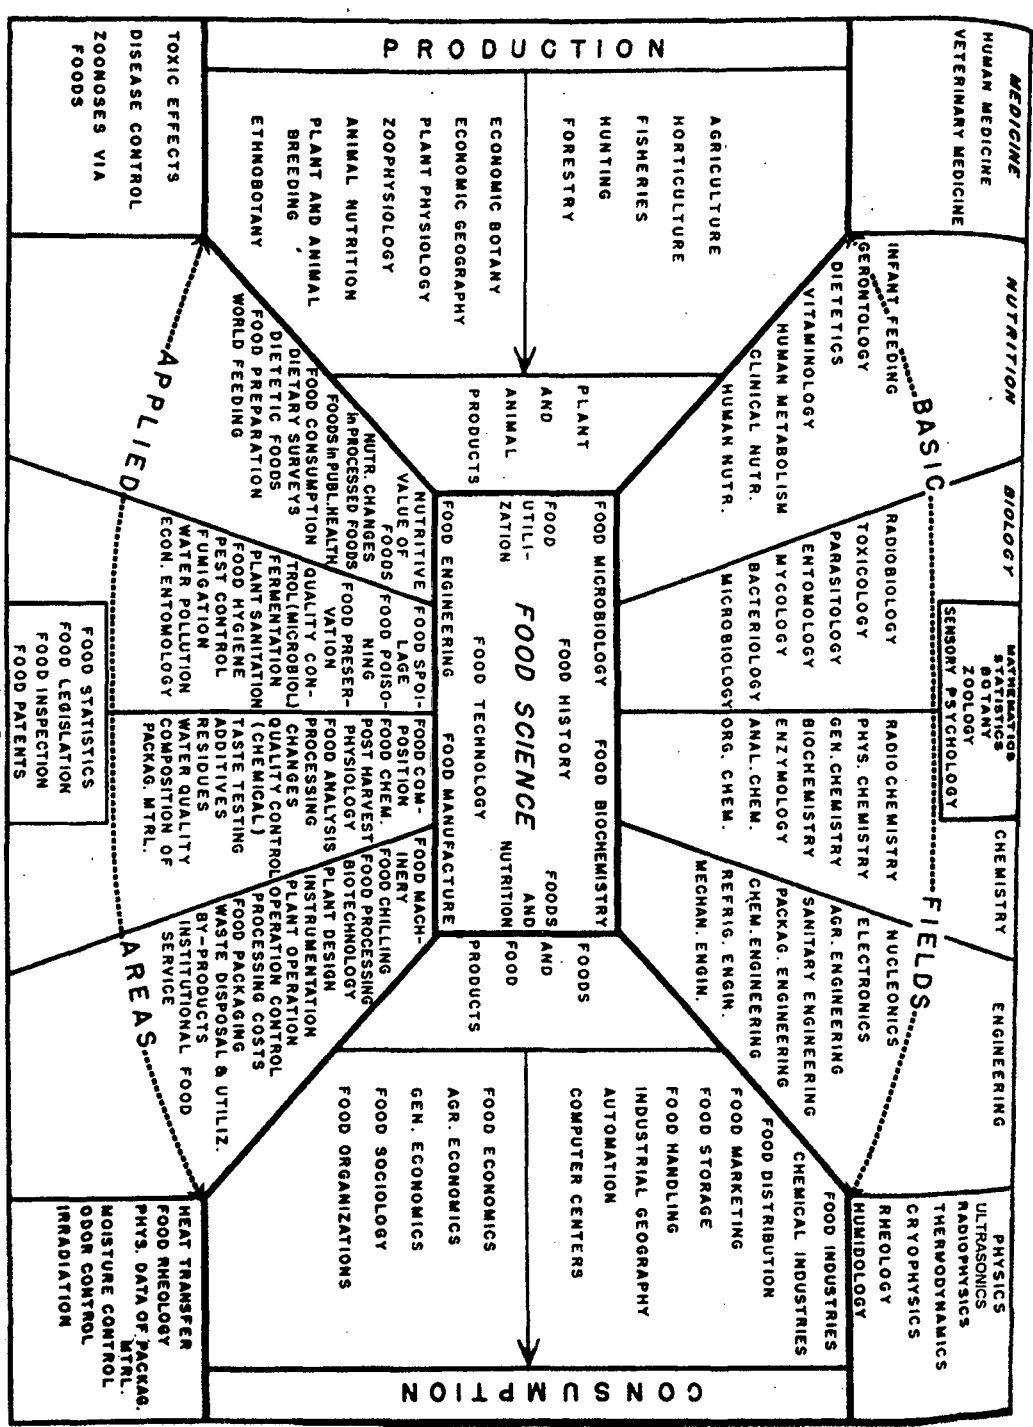 MEDICINE
HUMAN MEDICINE
VETERINARY MEDICINE
NUTRITION
INFANT FEEDING
GERONTOLOGY
DIETETICS
VITAMINOLOGY
HUMAN METABOLISM
CLINICAL NUTR.
HUMAN NUTR.
BASIC
BIOLOGY
RADIOBIOLOGY
TOXICOLOGY
PARASITOLOGY
ENTOMOLOGY
MYCOLOGY
BACTERIOLOGY
MICROBIOLOGY
MATHEMATICS
STATISTICS
BOTANY
ZOOLOGY
SENSORY PSYCHOLOGY
CHEMISTRY
RADIOCHEMISTRY
PHYS. CHEMISTRY
GEN. CHEMISTRY
BIOCHEMISTRY
ENZYMOLOGY
ANAL. CHEM.
ORG. CHEM.
FIELDS
ENGINEERING
NUCLEONICS
ELECTRONICS
AGR. ENGINEERING
SANITARY ENGINEERING
PACKAG. ENGINEERING
CHEM. ENGINEERING
REFRIG. ENGIN.
MECHAN. ENGIN.
PHYSICS
ULTRASONICS
RADIOPHYSICS
THERMODYNAMICS
CRYOPHYSICS
RHEOLOGY
HUMIDOLOGY
PRODUCTION
AGRICULTURE
HORTICULTURE
FISHERIES
HUNTING
FORESTRY
ECONOMIC BOTANY
ECONOMIC GEOGRAPHY
PLANT PHYSIOLOGY
ZOOPHYSIOLOGY
ANIMAL NUTRITION
PLANT AND ANIMAL
BREEDING
ETHNOBOTANY
PLANT
AND
ANIMAL
PRODUCTS
FOOD MICROBIOLOGY
FOOD BIOCHEMISTRY
FOOD
UTILI-
ZATION
FOOD HISTORY
FOODS
AND
NUTRITION
FOOD SCIENCE
FOOD TECHNOLOGY
FOOD ENGINEERING
FOOD MANUFACTURE
FOODS
AND
FOOD
PRODUCTS
FOOD INDUSTRIES
CHEMICAL INDUSTRIES
FOOD DISTRIBUTION
FOOD MARKETING
FOOD STORAGE
FOOD HANDLING
INDUSTRIAL GEOGRAPHY
AUTOMATION
COMPUTER CENTERS
FOOD ECONOMICS
AGR. ECONOMICS
GEN. ECONOMICS
FOOD SOCIOLOGY
FOOD ORGANIZATIONS
CONSUMPTION
TOXIC EFFECTS
DISEASE CONTROL
ZOONOSES VIA
FOODS
NUTRITIVE
VALUE OF
FOODS
NUTR. CHANGES
in PROCESSED FOODS
FOODS in PUBL. HEALTH
FOOD CONSUMPTION
DIETARY SURVEYS
DIETETIC FOODS
FOOD PREPARATION
WORLD FEEDING
APPLIED
FOOD SPOI-
LAGE
FOOD POISO-
NING
FOOD PRESER-
VATION
QUALITY CON-
TROL (MICROBIOL)
FERMENTATION
PLANT SANITATION
FOOD HYGIENE
PEST CONTROL
FUMIGATION
WATER POLLUTION
ECON. ENTOMOLOGY
FOOD COM-
POSITION
FOOD CHEM.
POST HARVEST
PHYSIOLOGY
FOOD ANALYSIS
PROCESSING
CHANGES
QUALITY CONTROL
(CHEMICAL)
TASTE TESTING
ADDITIVES
RESIDUES
WATER QUALITY
COMPOSITION OF
PACKAG. MTRL.
FOOD STATISTICS
FOOD LEGISLATION
FOOD INSPECTION
FOOD PATENTS
FOOD MACH-
INERY
FOOD CHILLING
FOOD PROCESSING
BIOTECHNOLOGY
PLANT DESIGN
INSTRUMENTATION
PLANT OPERATION
OPERATION CONTROL
PROCESSING COSTS
FOOD PACKAGING
WASTE DISPOSAL & UTILIZ.
BY-PRODUCTS
INSTITUTIONAL FOOD
SERVICE
AREAS
HEAT TRANSFER
FOOD RHEOLOGY
PHYS. DATA OF PACKAG.
MTRL.
MOISTURE CONTROL
ODOR CONTROL
IRRADIATION